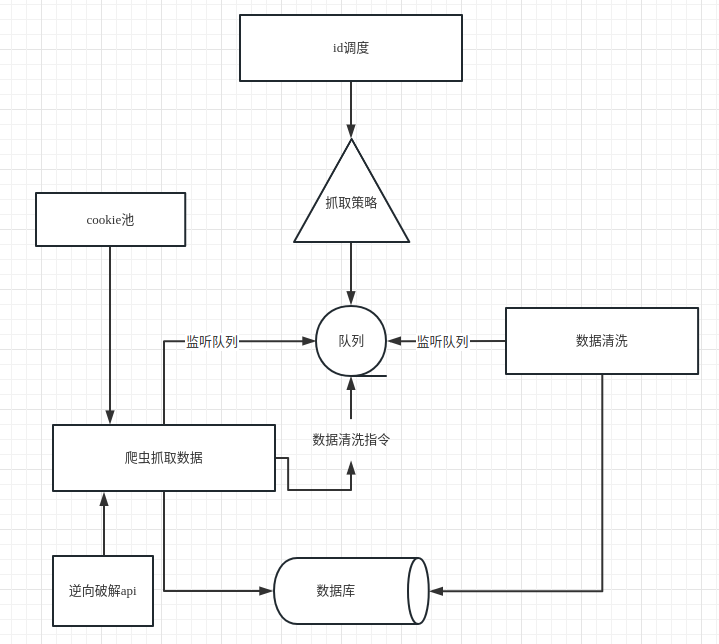 id调度
抓取策略
cookie池
监听队列
队列
监听队列
数据清洗
数据清洗指令
爬虫抓取数据
逆向破解api
数据库